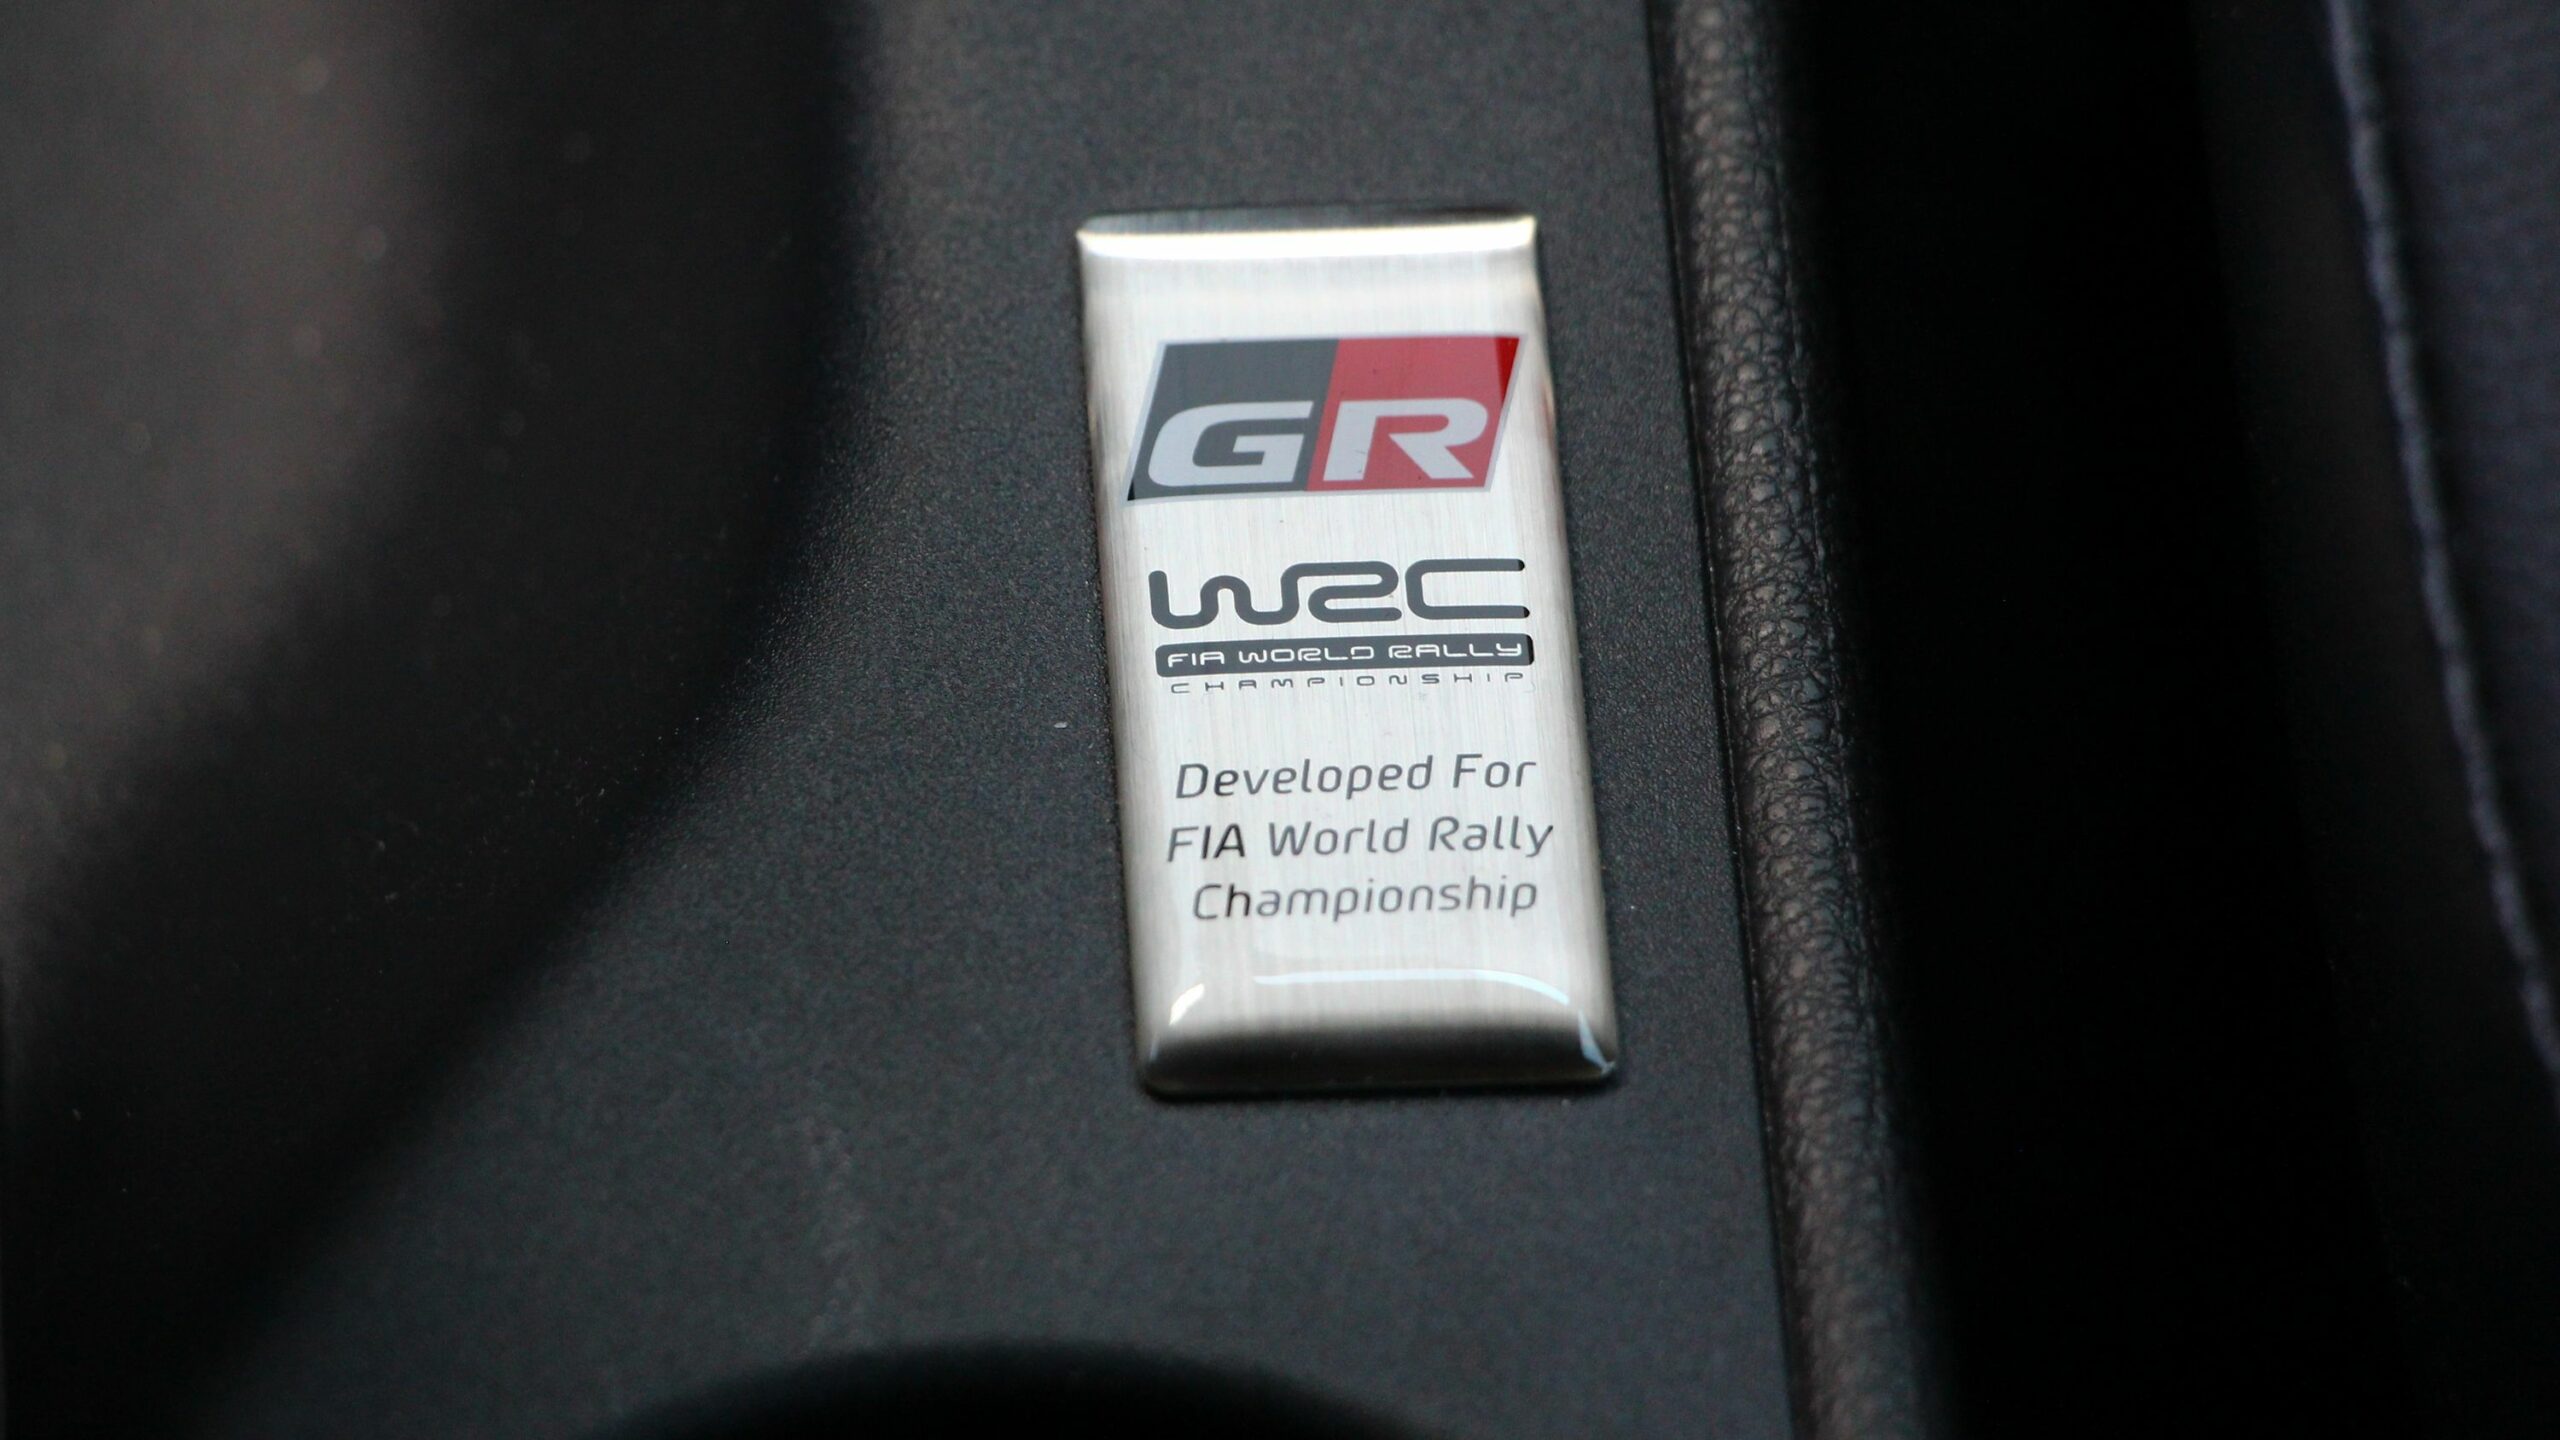 GR
WRC
FIA WORLD RALLY
CHAMPIONSHIP
Developed For
FIA World Rally
Championship